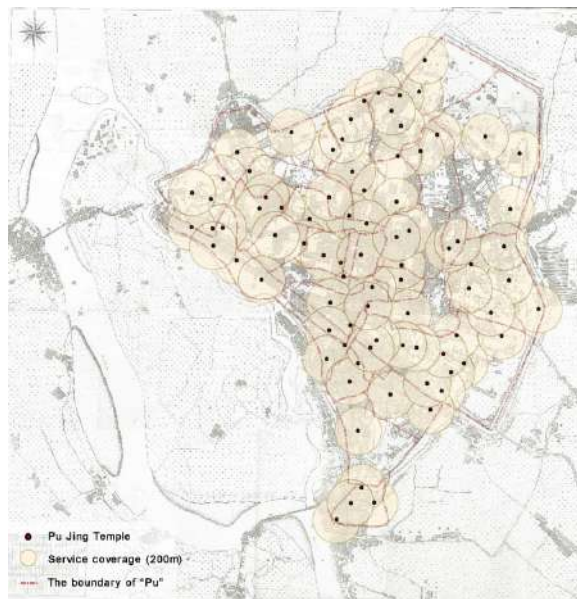 Pu Jing Temple
Service coverage (200m)
The boundary of "Pu"